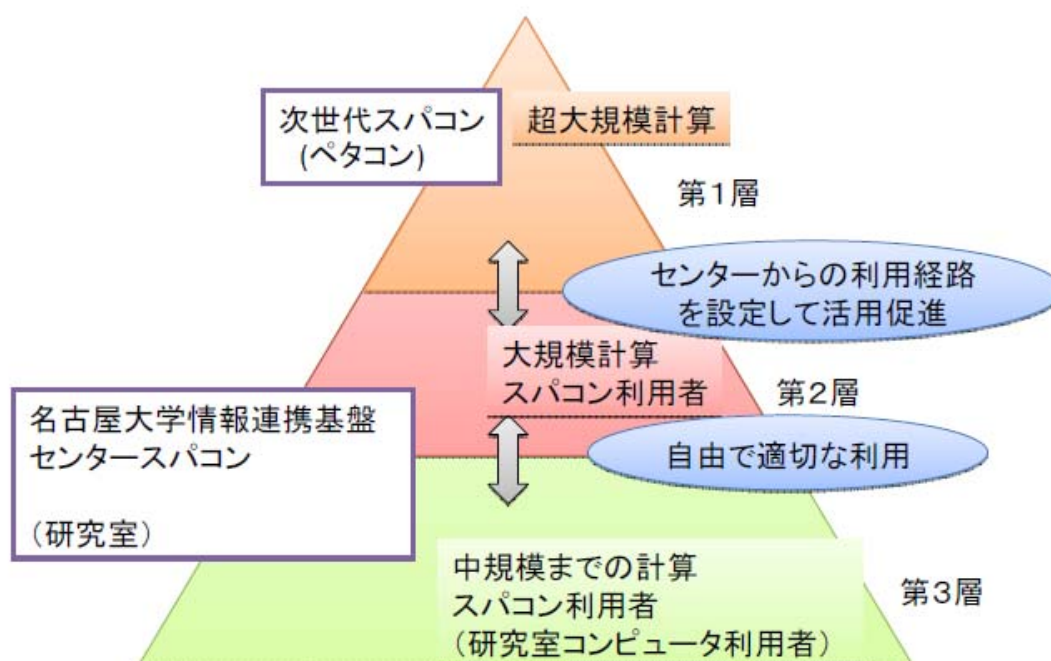 次世代スパコン
(ペタコン)
超大規模計算
第１層
センターからの利用経路
を設定して活用促進
大規模計算
スパコン利用者
第２層
名古屋大学情報連携基盤
センタースパコン
（研究室）
自由で適切な利用
中規模までの計算
スパコン利用者
（研究室コンピュータ利用者）
第３層